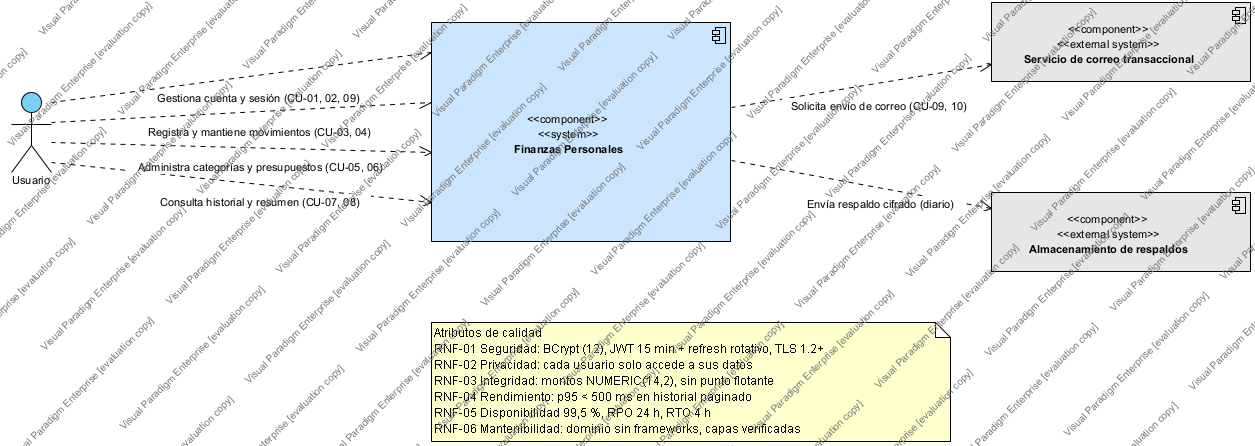 <<component>>
<<external system>>
Servicio de correo transaccional
Gestiona cuenta y sesión (CU-01, 02, 09)
Solicita envío de correo (CU-09, 10)
<<component>>
<<system>>
Finanzas Personales
Registra y mantiene movimientos (CU-03, 04)
Administra categorías y presupuestos (CU-05, 06)
Usuario
Consulta historial y resumen (CU-07, 08)
Envía respaldo cifrado (diario)
<<component>>
<<external system>>
Almacenamiento de respaldos
Atributos de calidad
RNF-01 Seguridad: BCrypt (12), JWT 15 min + refresh rotativo, TLS 1.2+
RNF-02 Privacidad: cada usuario solo accede a sus datos
RNF-03 Integridad: montos NUMERIC(14,2), sin punto flotante
RNF-04 Rendimiento: p95 < 500 ms en historial paginado
RNF-05 Disponibilidad 99,5 %, RPO 24 h, RTO 4 h
RNF-06 Mantenibilidad: dominio sin frameworks, capas verificadas
Visual Paradigm Enterprise [evaluation copy]